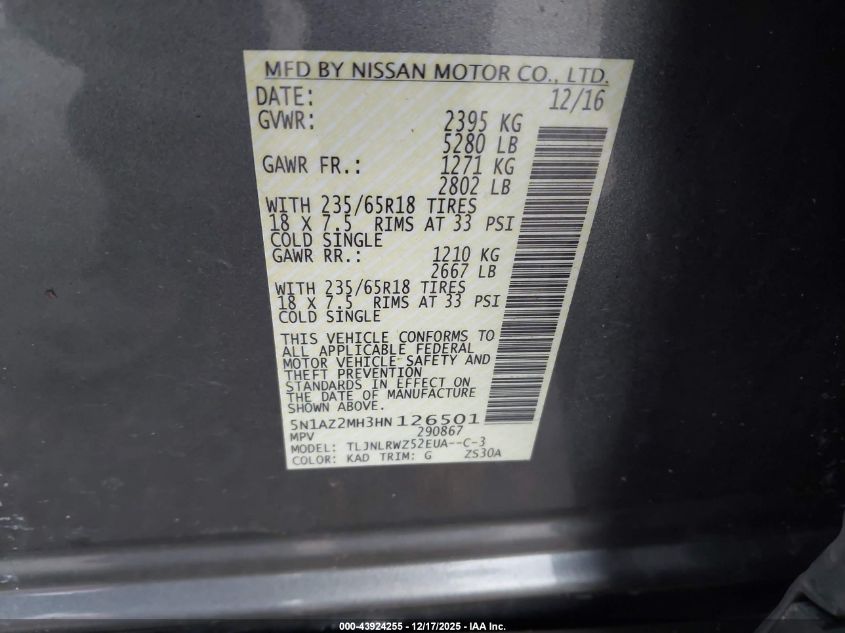 MFD BY NISSAN MOTOR CO., LTD.
DATE: 12/16
GVWR: 2395 KG
5280 LB
GAWR FR.: 1271 KG
2802 LB
WITH 235/65R18 TIRES
18 X 7.5 RIMS AT 33 PSI
COLD SINGLE
GAWR RR.: 1210 KG
2667 LB
WITH 235/65R18 TIRES
18 X 7.5 RIMS AT 33 PSI
COLD SINGLE
THIS VEHICLE CONFORMS TO
ALL APPLICABLE FEDERAL
MOTOR VEHICLE SAFETY AND
THEFT PREVENTION
STANDARDS IN EFFECT ON
THE DATE OF MANUFACTURE
SHOWN ABOVE.
5N1AZ2MH3HN126501
MPV 290867
MODEL: TLJNLRWZ52EUA--C-3
COLOR: KAD TRIM: G ZS30A
000-43924255 - 12/17/2025 - IAA Inc.